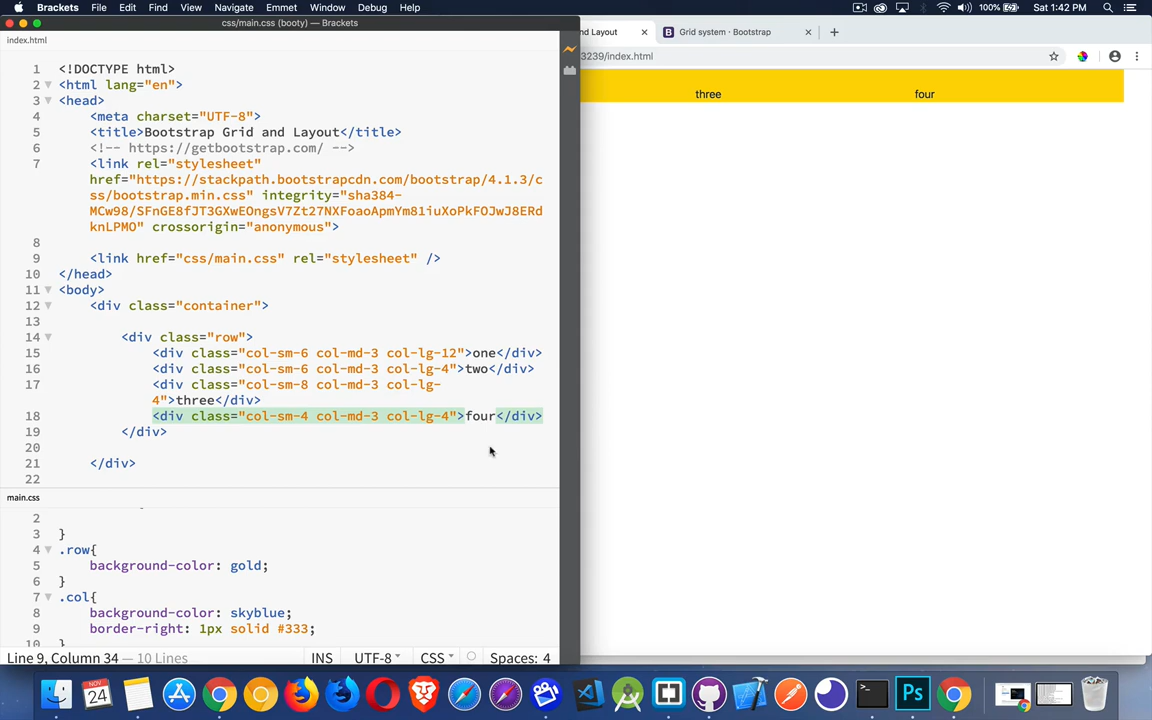 Brackets File Edit Find View Navigate Emmet Window Debug Help 100% Sat 1:42 PM
css/main.css (booty) — Brackets
index.html
1 <!DOCTYPE html>
2 <html lang="en">
3 <head>
4 <meta charset="UTF-8">
5 <title>Bootstrap Grid and Layout</title>
6 <!-- https://getbootstrap.com/ -->
7 <link rel="stylesheet"
href="https://stackpath.bootstrapcdn.com/bootstrap/4.1.3/c
ss/bootstrap.min.css" integrity="sha384-
MCw98/SFnGE8fJT3GXwEOngsV7Zt27NXFoaoApmYm81iuXoPkFOJwJ8ERd
knLPMO" crossorigin="anonymous">
8
9 <link href="css/main.css" rel="stylesheet" />
10 </head>
11 <body>
12 <div class="container">
13
14 <div class="row">
15 <div class="col-sm-6 col-md-3 col-lg-12">one</div>
16 <div class="col-sm-6 col-md-3 col-lg-4">two</div>
17 <div class="col-sm-8 col-md-3 col-lg-
4">three</div>
18 <div class="col-sm-4 col-md-3 col-lg-4">four</div>
19 </div>
20
21 </div>
22
main.css
2
3 }
4 .row{
5 background-color: gold;
6 }
7 .col{
8 background-color: skyblue;
9 border-right: 1px solid #333;
10 }
Line 9, Column 34 — 10 Lines INS UTF-8 CSS Spaces: 4
nd Layout Grid system · Bootstrap
3239/index.html
three four
NOV
24
Ps